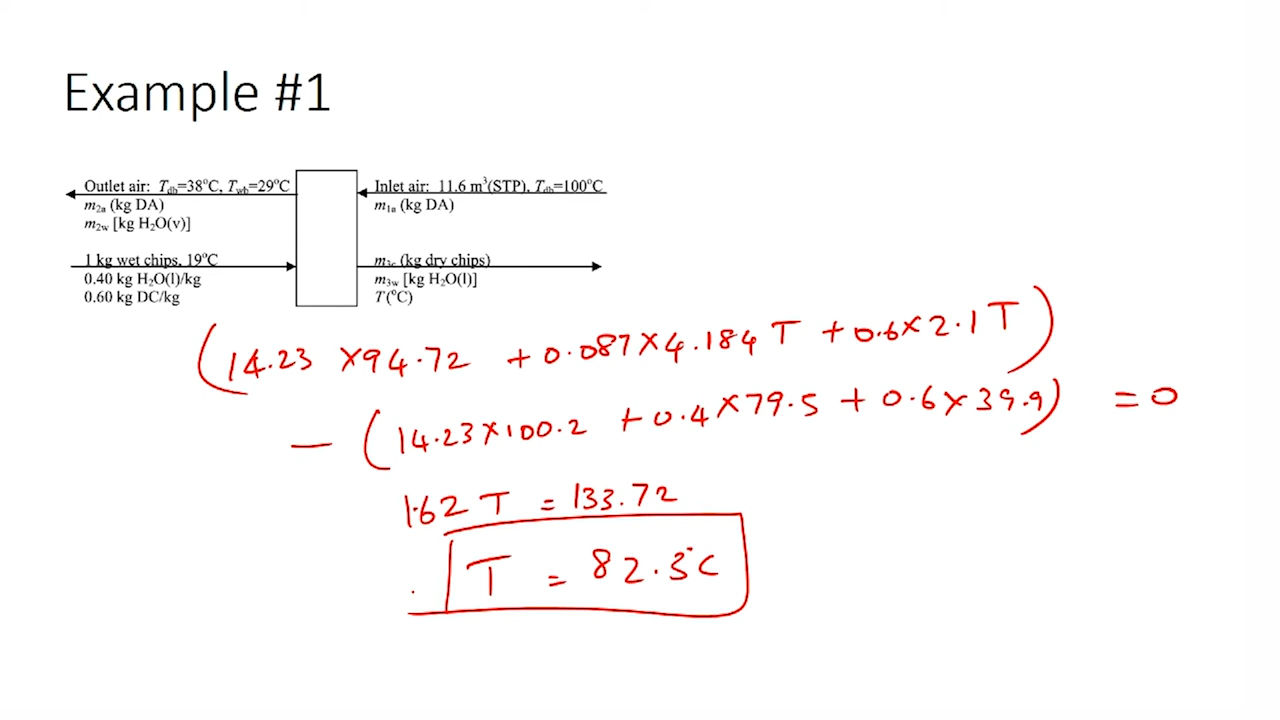 Example #1
Outlet air: Tdb=38°C, Twb=29°C
m2a (kg DA)
m2w [kg H2O(v)]
Inlet air: 11.6 m³(STP), Tdb=100°C
m1a (kg DA)
1 kg wet chips, 19°C
0.40 kg H2O(l)/kg
0.60 kg DC/kg
m3c (kg dry chips)
m3w [kg H2O(l)]
T(°C)
(14.23 × 94.72 + 0.087 × 4.184 T + 0.6 × 2.1 T)
− (14.23 × 100.2 + 0.4 × 79.5 + 0.6 × 39.9) = 0
1.62 T = 133.72
T = 82.3°C